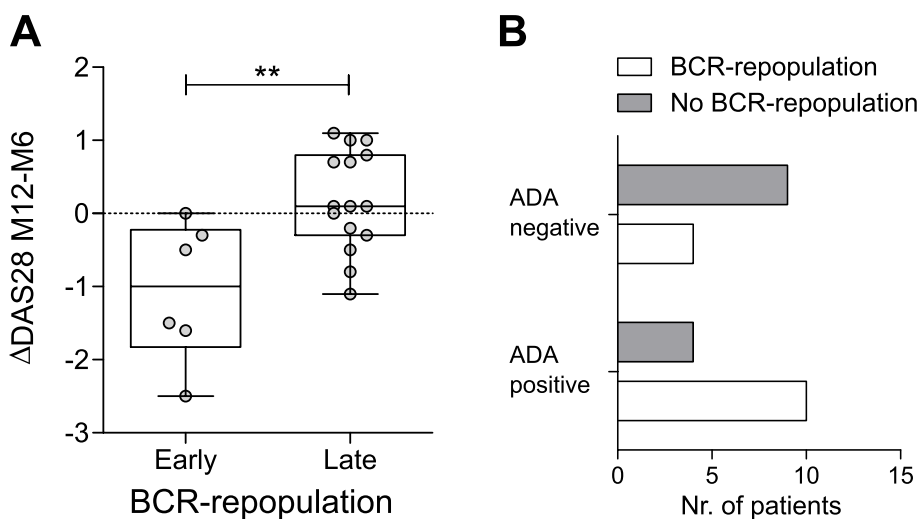 A
2
1
0
-1
-2
-3
**
ΔDAS28 M12-M6
Early
Late
BCR-repopulation
B
BCR-repopulation
No BCR-repopulation
ADA
negative
ADA
positive
0
5
10
15
Nr. of patients